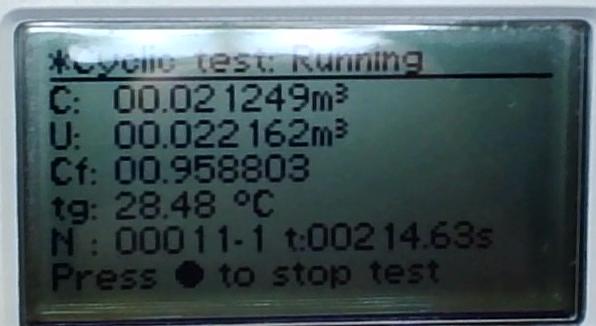 *Cyclic test: Running
C: 00.021249m³
U: 00.022162m³
Cf: 00.958803
tg: 28.48 °C
N : 00011-1 t:00214.63s
Press ● to stop test